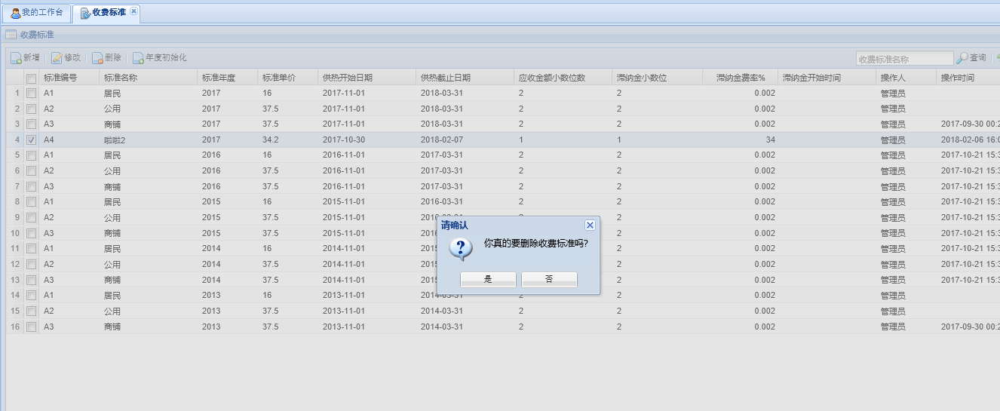 我的工作台 收费标准
收费标准
新增 修改 删除 年度初始化 收费标准名称 查询
标准编号 标准名称 标准年度 标准单价 供热开始日期 供热截止日期 应收金额小数位数 滞纳金小数位 滞纳金费率% 滞纳金开始时间 操作人 操作时间
1 A1 居民 2017 16 2017-11-01 2018-03-31 2 2 0.002 管理员
2 A2 公用 2017 37.5 2017-11-01 2018-03-31 2 2 0.002 管理员
3 A3 商铺 2017 37.5 2017-11-01 2018-03-31 2 2 0.002 管理员 2017-09-30 00:2
4 A4 啦啦2 2017 34.2 2017-10-30 2018-02-07 1 1 34 管理员 2018-02-06 16:0
5 A1 居民 2016 16 2016-11-01 2017-03-31 2 2 0.002 管理员 2017-10-21 15:3
6 A2 公用 2016 37.5 2016-11-01 2017-03-31 2 2 0.002 管理员 2017-10-21 15:3
7 A3 商铺 2016 37.5 2016-11-01 2017-03-31 2 2 0.002 管理员 2017-10-21 15:3
8 A1 居民 2015 16 2015-11-01 2016-03-31 2 2 0.002 管理员 2017-10-21 15:3
9 A2 公用 2015 37.5 2015-11-01 2016-03-31 2 2 0.002 管理员 2017-10-21 15:3
10 A3 商铺 2015 37.5 2015-11-01 2016 2 0.002 管理员 2017-10-21 15:3
11 A1 居民 2014 16 2014-11-01 2015 2 0.002 管理员 2017-10-21 15:3
12 A2 公用 2014 37.5 2014-11-01 2015 2 0.002 管理员 2017-10-21 15:3
13 A3 商铺 2014 37.5 2014-11-01 2015 2 0.002 管理员 2017-10-21 15:3
14 A1 居民 2013 16 2013-11-01 2014-03-31 2 2 0.002 管理员
15 A2 公用 2013 37.5 2013-11-01 2014-03-31 2 2 0.002 管理员
16 A3 商铺 2013 37.5 2013-11-01 2014-03-31 2 2 0.002 管理员 2017-09-30 00:2
请确认
你真的要删除收费标准吗?
是 否